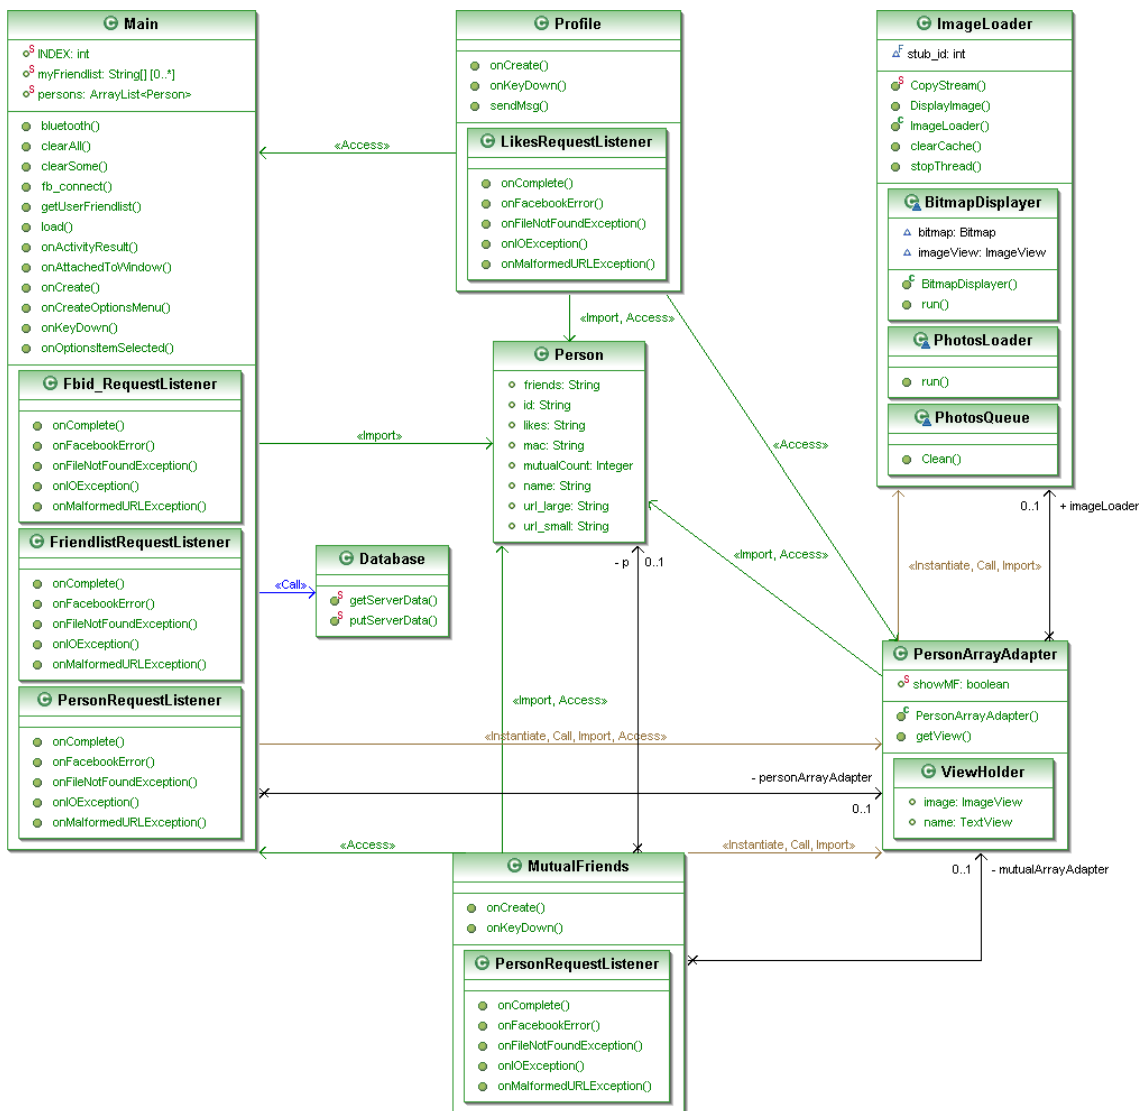 Main
INDEX: int
myFriendlist: String[] [0..*]
persons: ArrayList<Person>
bluetooth()
clearAll()
clearSome()
fb_connect()
getUserFriendlist()
load()
onActivityResult()
onAttachedToWindow()
onCreate()
onCreateOptionsMenu()
onKeyDown()
onOptionsItemSelected()
Fbid_RequestListener
onComplete()
onFacebookError()
onFileNotFoundException()
onIOException()
onMalformedURLException()
FriendlistRequestListener
onComplete()
onFacebookError()
onFileNotFoundException()
onIOException()
onMalformedURLException()
PersonRequestListener
onComplete()
onFacebookError()
onFileNotFoundException()
onIOException()
onMalformedURLException()
«Access»
«Import»
«Call»
Database
getServerData()
putServerData()
Profile
onCreate()
onKeyDown()
sendMsg()
LikesRequestListener
onComplete()
onFacebookError()
onFileNotFoundException()
onIOException()
onMalformedURLException()
«Import, Access»
Person
friends: String
id: String
likes: String
mac: String
mutualCount: Integer
name: String
url_large: String
url_small: String
- p
0..1
«Import, Access»
«Instantiate, Call, Import, Access»
- personArrayAdapter
0..1
«Access»
«Instantiate, Call, Import»
MutualFriends
onCreate()
onKeyDown()
PersonRequestListener
onComplete()
onFacebookError()
onFileNotFoundException()
onIOException()
onMalformedURLException()
ImageLoader
stub_id: int
CopyStream()
DisplayImage()
ImageLoader()
clearCache()
stopThread()
BitmapDisplayer
bitmap: Bitmap
imageView: ImageView
BitmapDisplayer()
run()
PhotosLoader
run()
PhotosQueue
Clean()
«Access»
0..1
+ imageLoader
«Import, Access»
«Instantiate, Call, Import»
PersonArrayAdapter
showMF: boolean
PersonArrayAdapter()
getView()
ViewHolder
image: ImageView
name: TextView
0..1
- mutualArrayAdapter